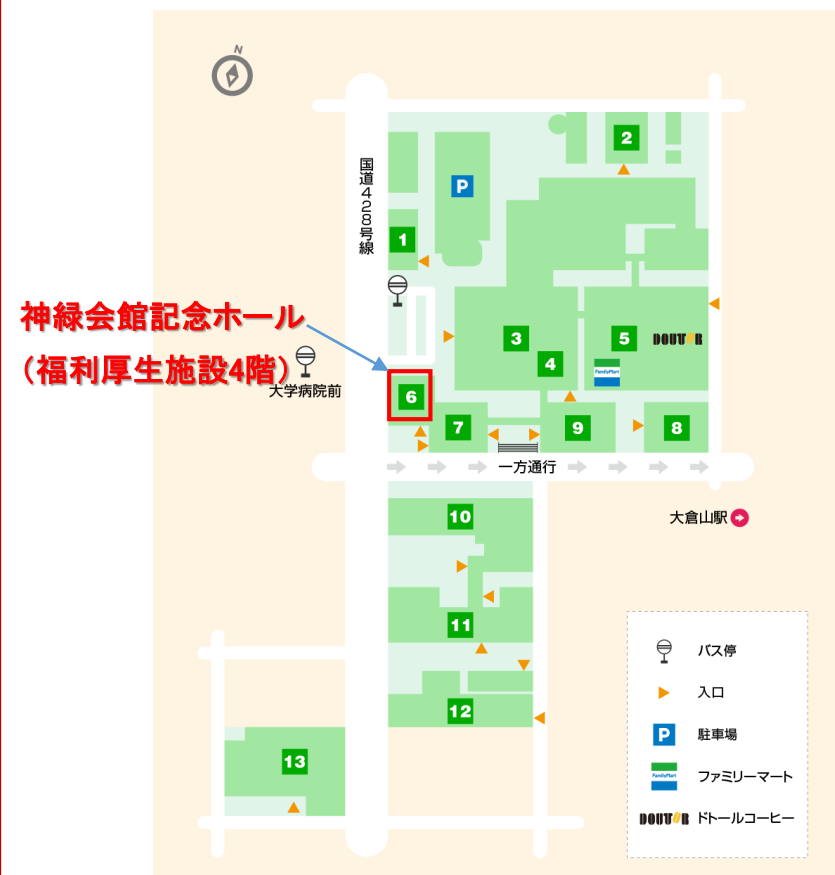 N
国道428号線
2
P
1
3
4
5
DOUTOR
FamilyMart
神緑会館記念ホール
（福利厚生施設4階）
大学病院前
6
7
9
8
一方通行
10
大倉山駅
11
12
13
バス停
入口
P
駐車場
FamilyMart
ファミリーマート
DOUTOR
ドトールコーヒー